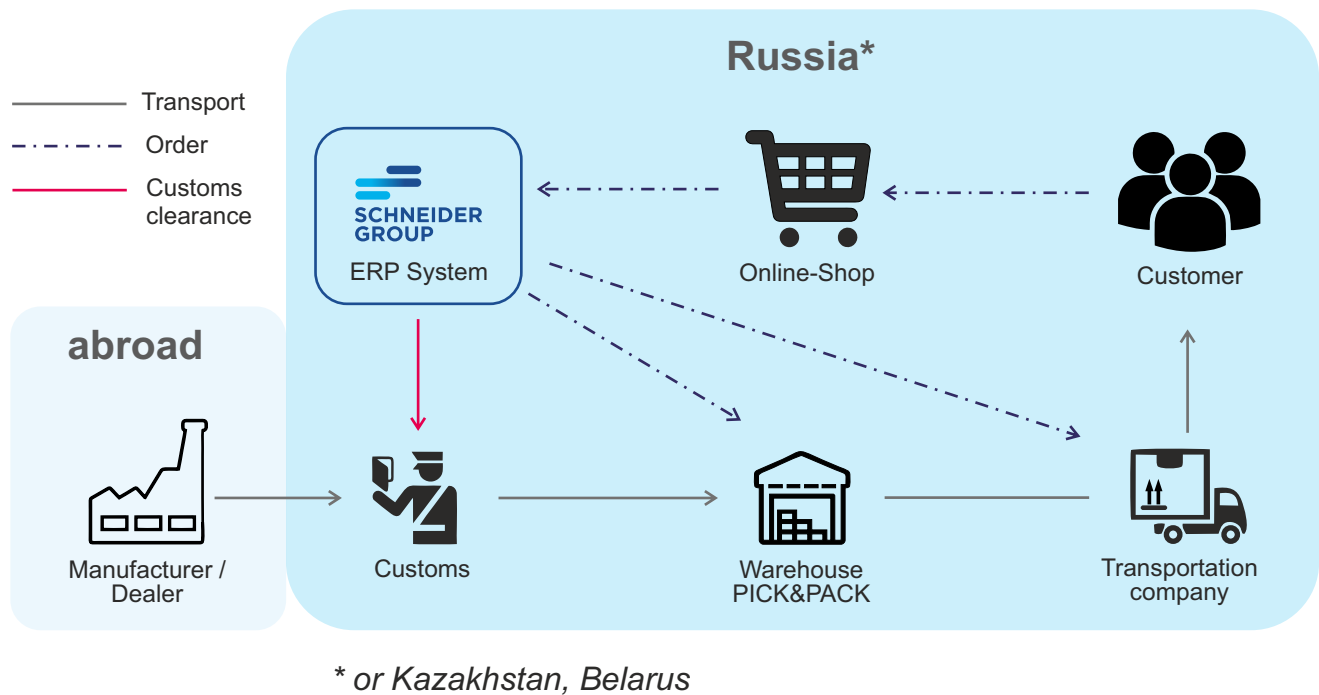 Russia*
Transport
Order
Customs
clearance
SCHNEIDER
GROUP
ERP System
Online-Shop
Customer
abroad
Manufacturer /
Dealer
Customs
Warehouse
PICK&PACK
Transportation
company
* or Kazakhstan, Belarus